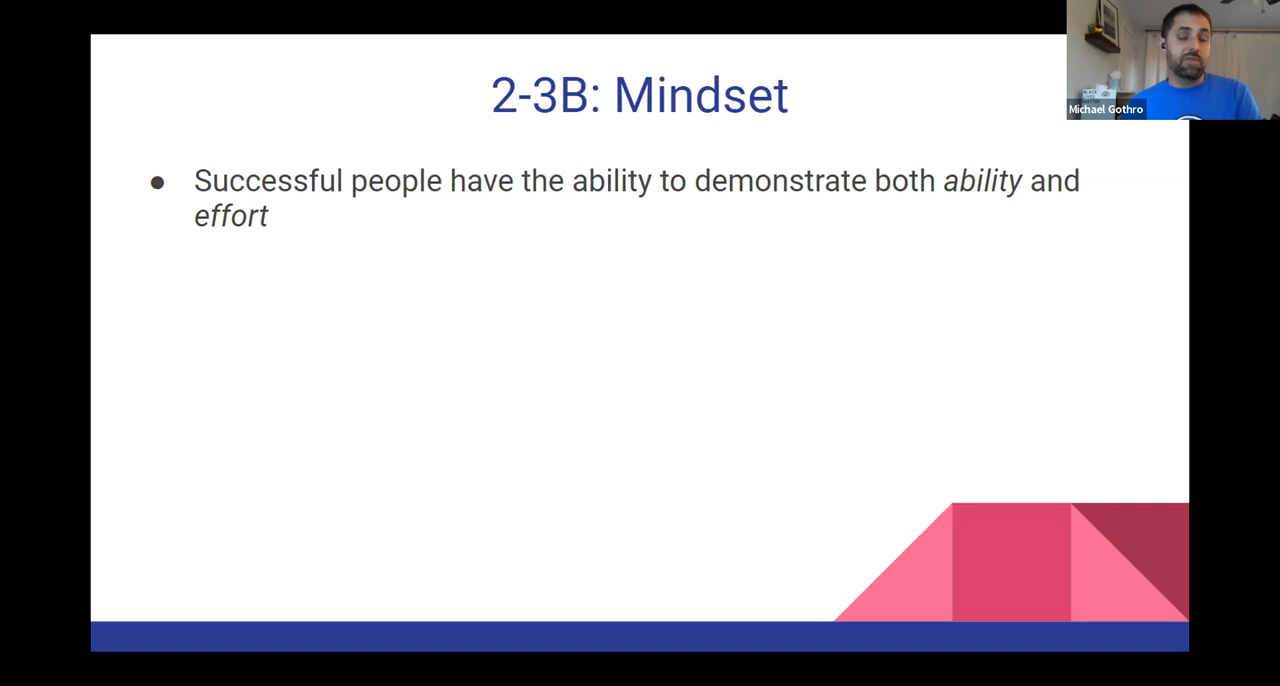 2-3B: Mindset
Michael Gothro
● Successful people have the ability to demonstrate both ability and
effort